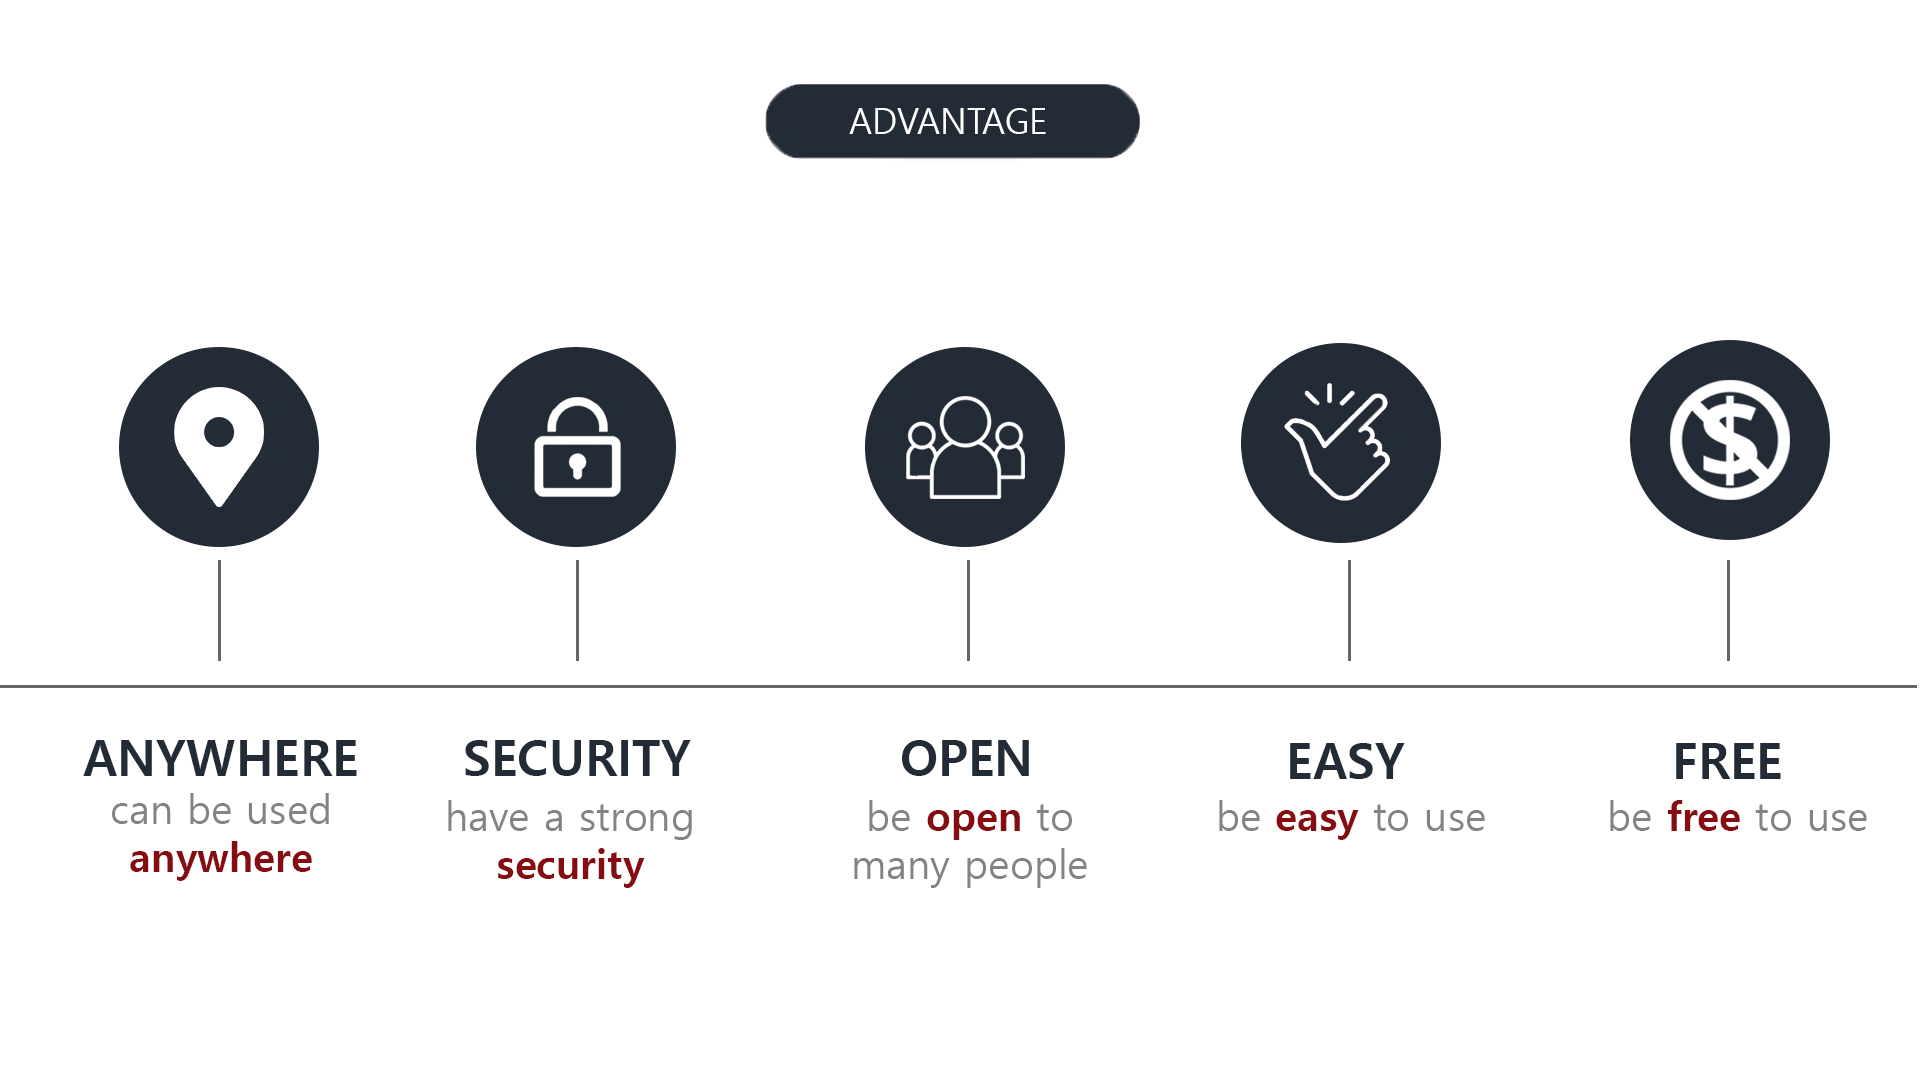 ADVANTAGE
ANYWHERE
can be used
anywhere
SECURITY
have a strong
security
OPEN
be open to
many people
EASY
be easy to use
FREE
be free to use